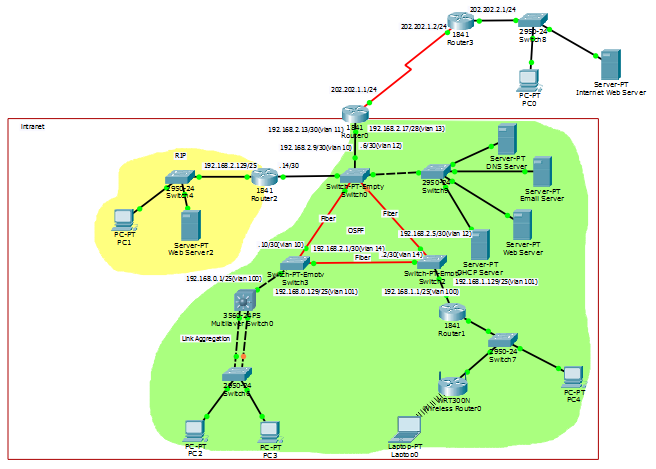 202.202.2.1/24
202.202.1.2/24
1841
Router3
2950-24
Switch8
PC-PT
PC0
Server-PT
Internet Web Server
202.202.1.1/24
Intranet
1841
Router0
192.168.2.13/30(vlan 11)
192.168.2.17/28(vlan 13)
192.168.2.9/30(vlan 10)
.6/30(vlan 12)
Server-PT
DNS Server
RIP
192.168.2.129/25
.14/30
2950-24
Switch4
1841
Router2
Switch-PT-Empty
Switch0
2950-24
Server-PT
Email Server
PC-PT
PC1
Server-PT
Web Server2
Fiber
Fiber
OSPF
192.168.2.5/30(vlan 12)
Server-PT
Web Server
Server-PT
DHCP Server
.10/30(vlan 10)
192.168.2.1/30(vlan 14)
Fiber
.2/30(vlan 14)
Switch-PT-Empty
Switch3
Switch-PT-Empty
Switch2
192.168.0.1/25(vlan 100)
192.168.0.129/25(vlan 101)
192.168.1.1/25(vlan 100)
192.168.1.129/25(vlan 101)
3560-24PS
Multilayer Switch0
1841
Router1
Link Aggregation
2950-24
Switch7
2950-24
Switch6
WRT300N
Wireless Router0
PC-PT
PC4
PC-PT
PC2
PC-PT
PC3
Laptop-PT
Laptop0